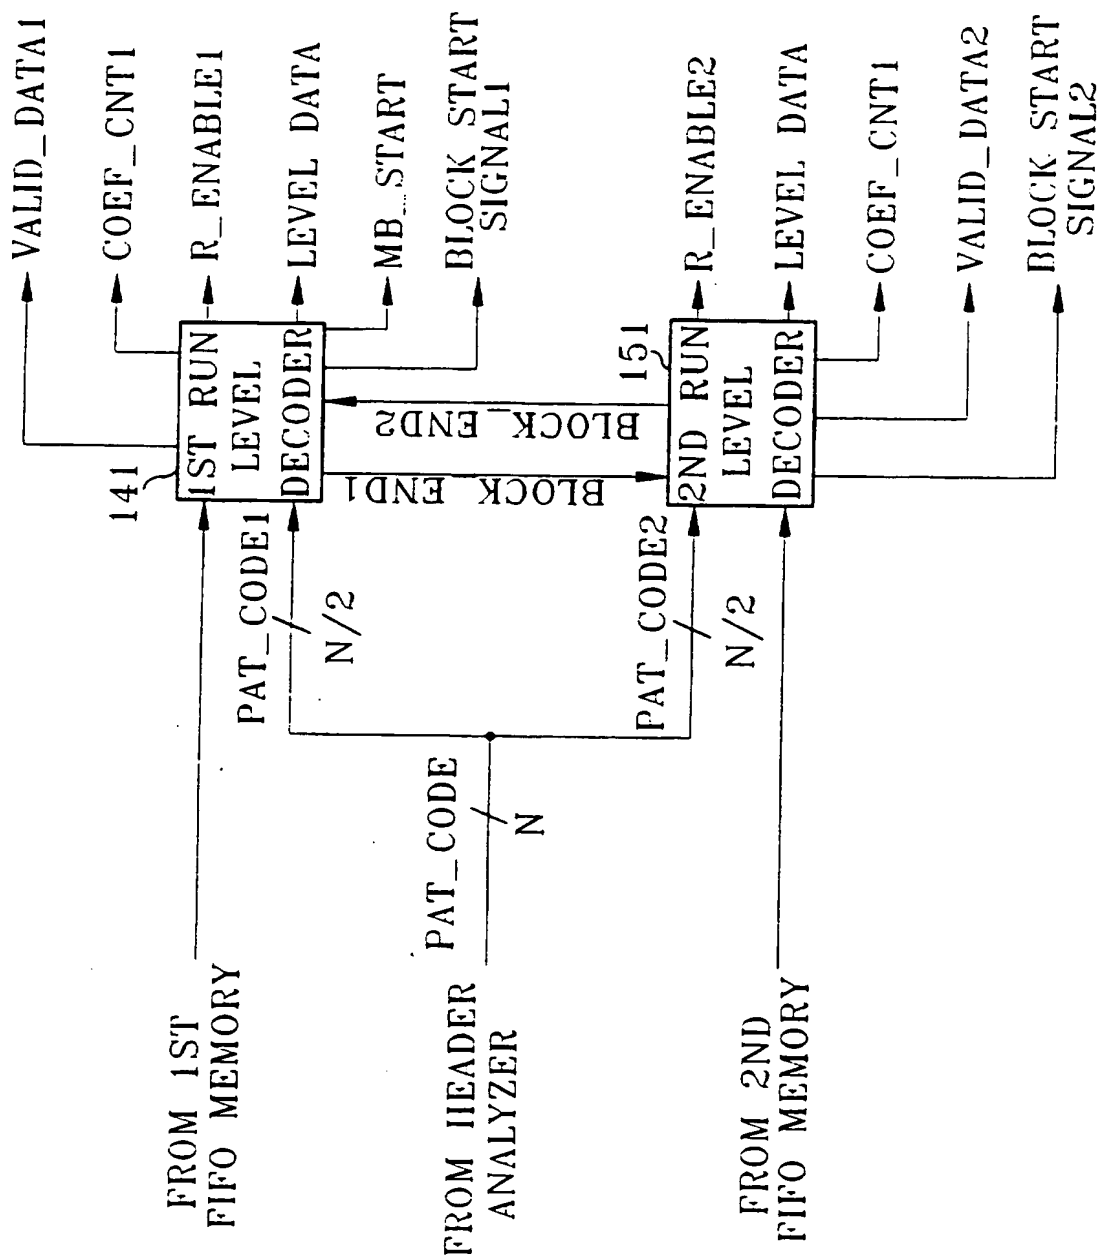 VALID_DATA1
COEF_CNT1
R_ENABLE1
LEVEL DATA
MB_START
BLOCK START
SIGNAL1
141
1ST RUN
LEVEL
DECODER
FROM 1ST
FIFO MEMORY
PAT_CODE1
N/2
BLOCK_END1
BLOCK_END2
FROM HEADER
ANALYZER
PAT_CODE
N
PAT_CODE2
N/2
151
2ND RUN
LEVEL
DECODER
FROM 2ND
FIFO MEMORY
R_ENABLE2
LEVEL DATA
COEF_CNT1
VALID_DATA2
BLOCK START
SIGNAL2